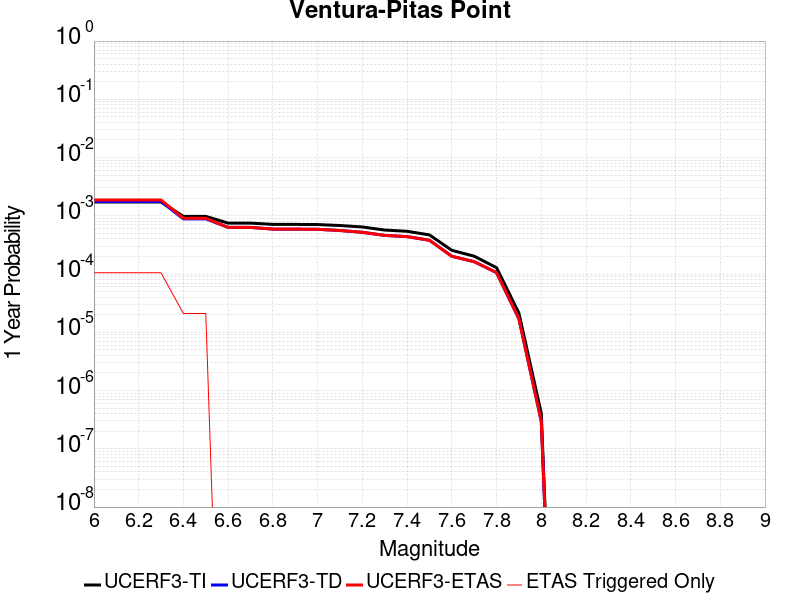 Ventura-Pitas Point
10^0
10^-1
10^-2
10^-3
10^-4
10^-5
10^-6
10^-7
10^-8
1 Year Probability
6 6.2 6.4 6.6 6.8 7 7.2 7.4 7.6 7.8 8 8.2 8.4 8.6 8.8 9
Magnitude
UCERF3-TI UCERF3-TD UCERF3-ETAS ETAS Triggered Only